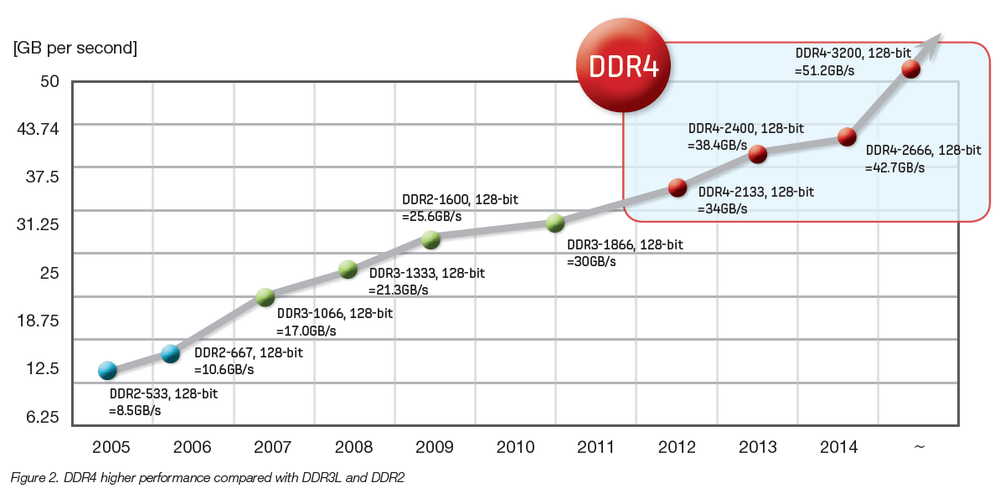 [GB per second]
DDR4
DDR4-3200, 128-bit
=51.2GB/s
50
43.74
DDR4-2400, 128-bit
=38.4GB/s
DDR4-2666, 128-bit
=42.7GB/s
37.5
DDR2-1600, 128-bit
=25.6GB/s
DDR4-2133, 128-bit
=34GB/s
31.25
DDR3-1866, 128-bit
=30GB/s
25
DDR3-1333, 128-bit
=21.3GB/s
18.75
DDR3-1066, 128-bit
=17.0GB/s
12.5
DDR2-667, 128-bit
=10.6GB/s
DDR2-533, 128-bit
=8.5GB/s
6.25
2005 2006 2007 2008 2009 2010 2011 2012 2013 2014 ~
Figure 2. DDR4 higher performance compared with DDR3L and DDR2